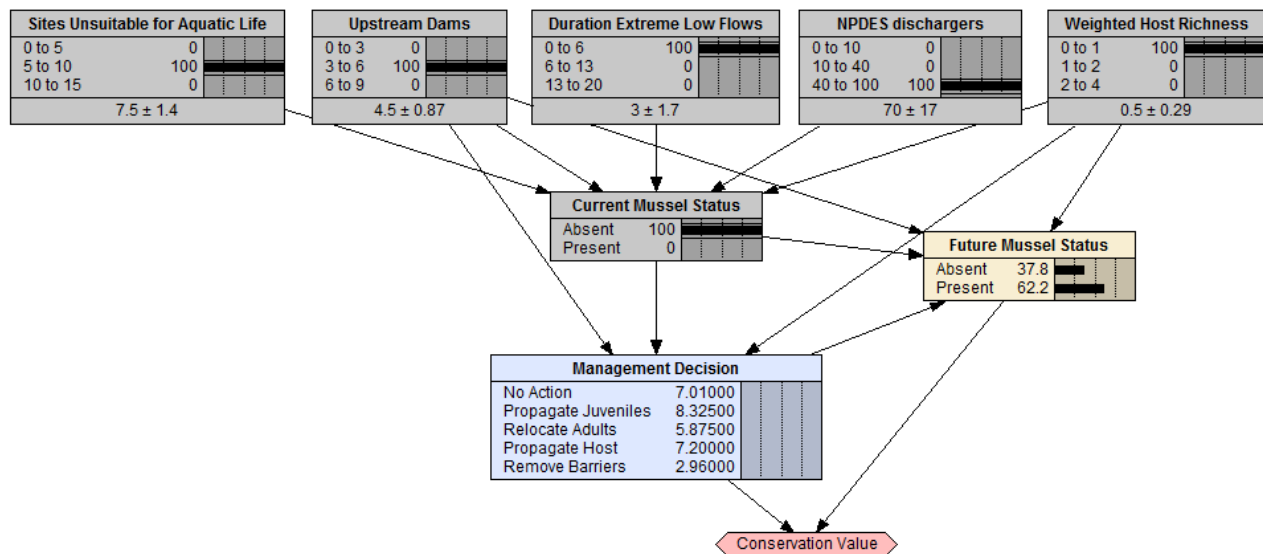 Sites Unsuitable for Aquatic Life
0 to 5 0
5 to 10 100
10 to 15 0
7.5 ± 1.4
Upstream Dams
0 to 3 0
3 to 6 100
6 to 9 0
4.5 ± 0.87
Duration Extreme Low Flows
0 to 6 100
6 to 13 0
13 to 20 0
3 ± 1.7
NPDES dischargers
0 to 10 0
10 to 40 0
40 to 100 100
70 ± 17
Weighted Host Richness
0 to 1 100
1 to 2 0
2 to 4 0
0.5 ± 0.29
Current Mussel Status
Absent 100
Present 0
Future Mussel Status
Absent 37.8
Present 62.2
Management Decision
No Action 7.01000
Propagate Juveniles 8.32500
Relocate Adults 5.87500
Propagate Host 7.20000
Remove Barriers 2.96000
Conservation Value